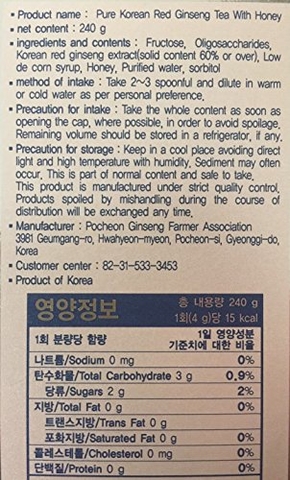 ▪ Product name : Pure Korean Red Ginseng Tea With Honey
▪ net content : 240 g
▪ ingredients and contents : Fructose, Oligosaccharides,
Korean red ginseng extract(solid content 60% or over), Low
de corn syrup, Honey, Purified water, sorbitol
▪ method of intake : Take 2~3 spoonful and dilute in warm
or cold water as per personal preference,
▪ Precaution for intake : Take the whole content as soon as
opening the cap, where possible, in order to avoid spoilage,
Remaining volume should be stored in a refrigerator, if any,
▪ Precaution for storage : Keep in a cool place avoiding direct
light and high temperature with humidity, Sediment may often
occur, This is part of normal content and safe to take,
This product is manufactured under strict quality control,
Products spoiled by mishandling during the course of
distribution will be exchanged any time,
▪ Manufacturer : Pocheon Ginseng Farmer Association
3981 Geumgang-ro, Hwahyeon-myeon, Pocheon-si, Gyeonggi-do,
Korea
▪ Customer center : 82-31-533-3453
▪ Product of Korea
영양정보
총 내용량 240 g
1회(4 g)당 15 kcal
1회 분량당 함량
1일 영양성분
기준치에 대한 비율
나트륨/Sodium 0 mg 0%
탄수화물/Total Carbohydrate 3 g 0.9%
당류/Sugars 2 g 2%
지방/Total Fat 0 g 0%
트랜스지방/Trans Fat 0 g
포화지방/Saturated Fat 0 g 0%
콜레스테롤/Cholesterol 0 mg 0%
단백질/Protein 0 g 0%